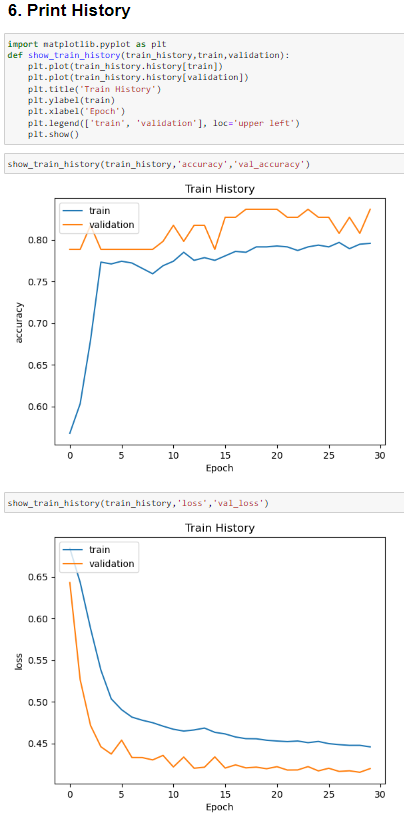 6. Print History
import matplotlib.pyplot as plt
def show_train_history(train_history,train,validation):
    plt.plot(train_history.history[train])
    plt.plot(train_history.history[validation])
    plt.title('Train History')
    plt.ylabel(train)
    plt.xlabel('Epoch')
    plt.legend(['train', 'validation'], loc='upper left')
    plt.show()
show_train_history(train_history,'accuracy','val_accuracy')
Train History
train
validation
0.80
0.75
0.70
0.65
0.60
accuracy
0 5 10 15 20 25 30
Epoch
show_train_history(train_history,'loss','val_loss')
Train History
train
validation
0.65
0.60
0.55
0.50
0.45
loss
0 5 10 15 20 25 30
Epoch